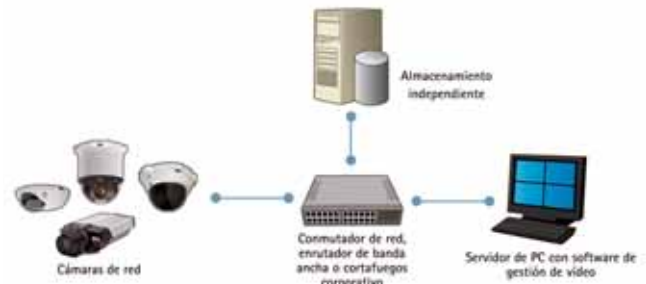 Almacenamiento
independiente
Conmutador de red,
enrutador de banda
ancha o cortafuegos
corporativo
Cámaras de red
Servidor de PC con software de
gestión de vídeo